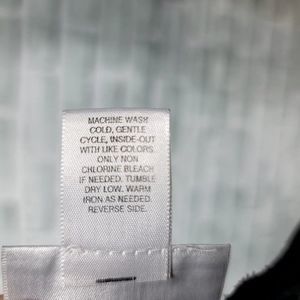 MACHINE WASH
COLD, GENTLE
CYCLE, INSIDE-OUT
WITH LIKE COLORS.
ONLY NON
CHLORINE BLEACH
IF NEEDED. TUMBLE
DRY LOW. WARM
IRON AS NEEDED.
REVERSE SIDE.